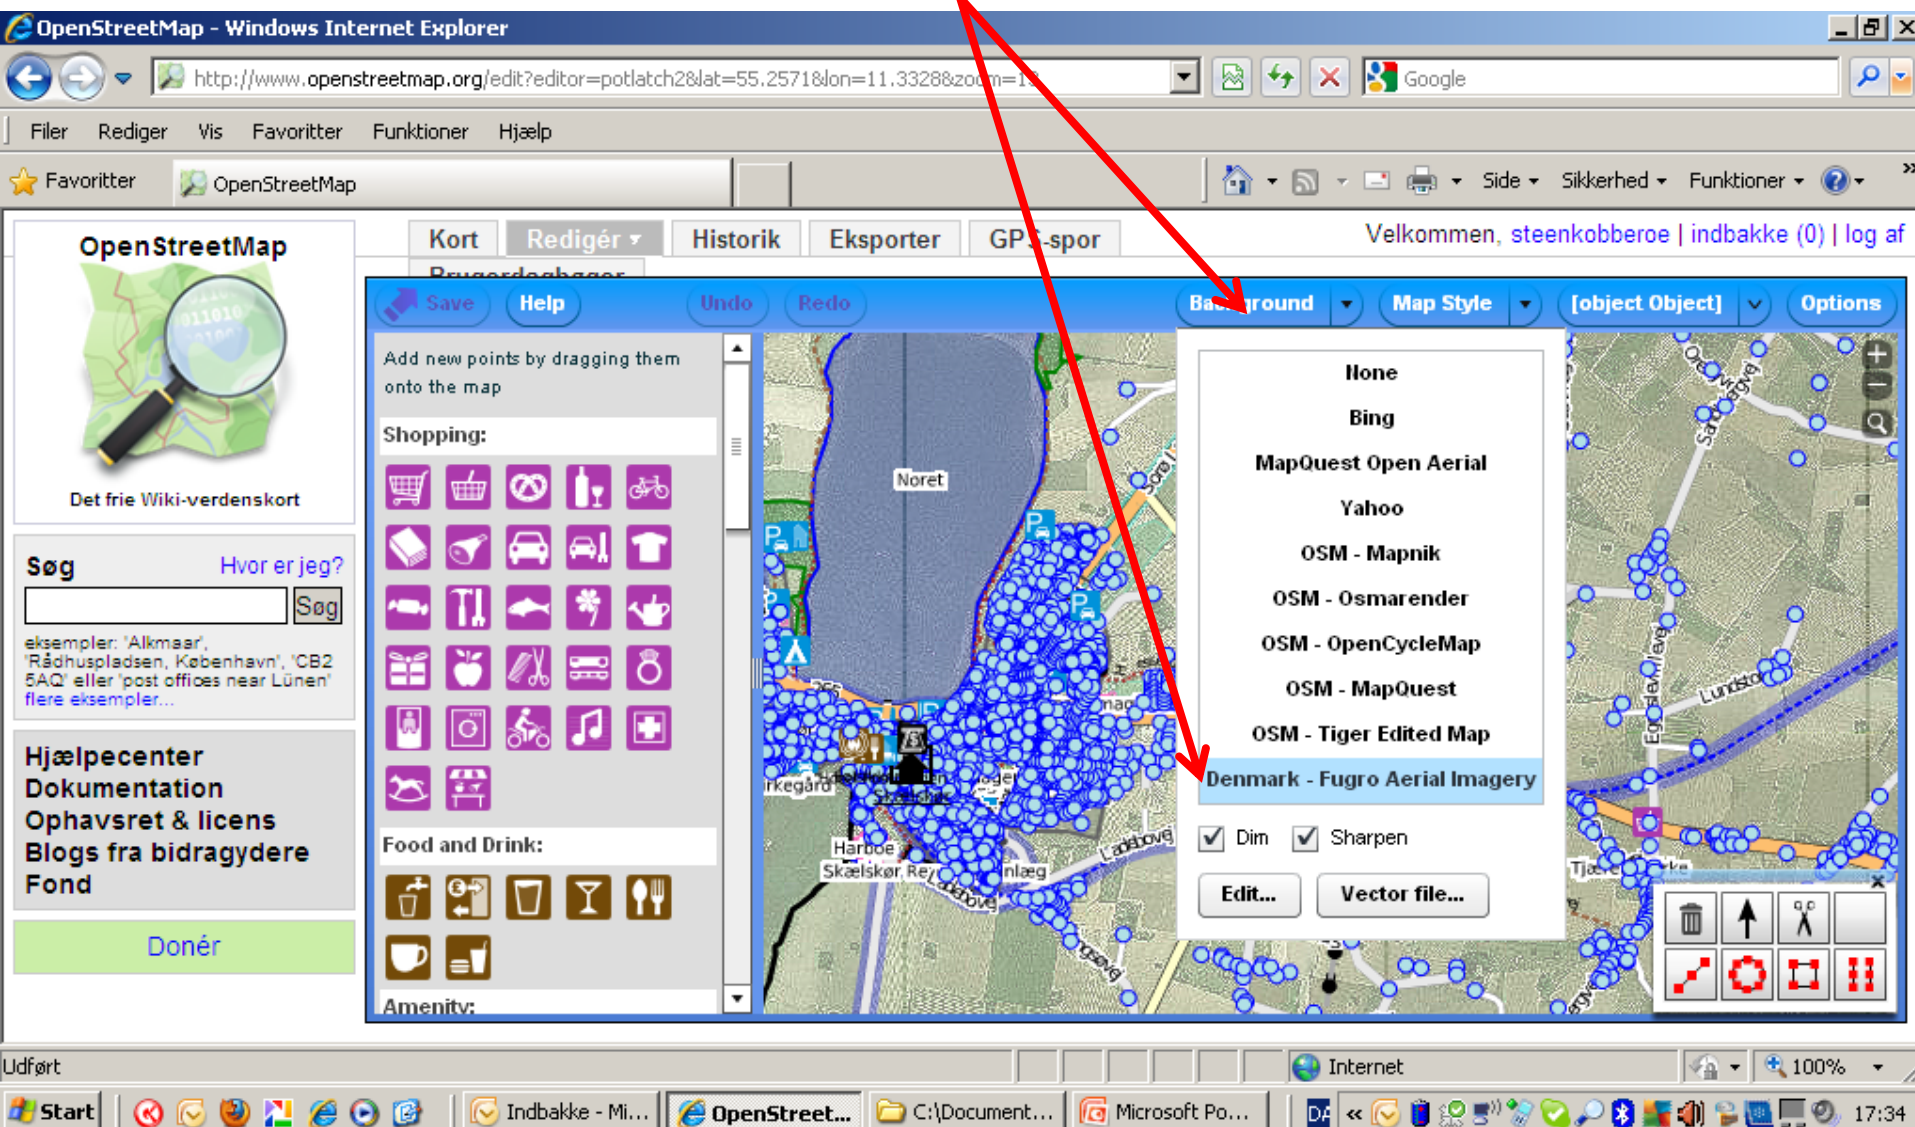 OpenStreetMap - Windows Internet Explorer
http://www.openstreetmap.org/edit?editor=potlatch2&lat=55.2571&lon=11.3328&zoom=1
Google
Filer Rediger Vis Favoritter Funktioner Hjælp
Favoritter OpenStreetMap Side Sikkerhed Funktioner
Kort Redigér Historik Eksporter GPS-spor
Velkommen, steenkobberoe | indbakke (0) | log af
Brugerdagbøger
OpenStreetMap
Det frie Wiki-verdenskort
Søg Hvor er jeg?
Søg
eksempler: 'Alkmaar',
'Rådhuspladsen, København', 'CB2
5AQ' eller 'post offices near Lünen'
flere eksempler...
Hjælpecenter
Dokumentation
Ophavsret & licens
Blogs fra bidragydere
Fond
Donér
Save Help Undo Redo Background Map Style [object Object] Options
Add new points by dragging them
onto the map
Shopping:
Food and Drink:
Amenity:
None
Bing
MapQuest Open Aerial
Yahoo
OSM - Mapnik
OSM - Osmarender
OSM - OpenCycleMap
OSM - MapQuest
OSM - Tiger Edited Map
Denmark - Fugro Aerial Imagery
Dim Sharpen
Edit... Vector file...
Noret
265
Harboe
Skælskør
Ladebovej
Udført Internet 100%
Start Indbakke - Mi... OpenStreet... C:\Document... Microsoft Po... DA 17:34